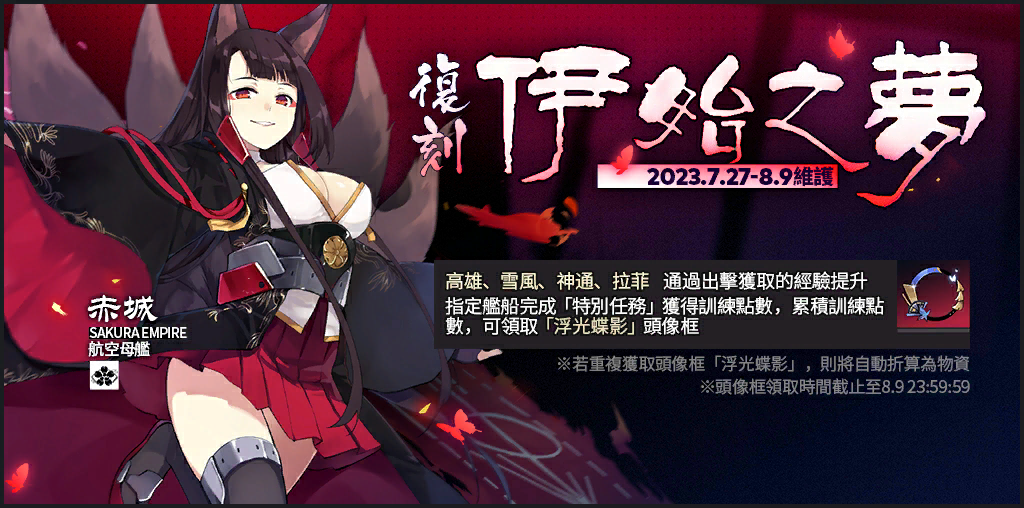 復刻
伊始之夢
2023.7.27-8.9維護
高雄、雪風、神通、拉菲 通過出擊獲取的經驗提升
指定艦船完成「特別任務」獲得訓練點數，累積訓練點
數，可領取「浮光蝶影」頭像框
※若重複獲取頭像框「浮光蝶影」，則將自動折算為物資
※頭像框領取時間截止至8.9 23:59:59
赤城
SAKURA EMPIRE
航空母艦